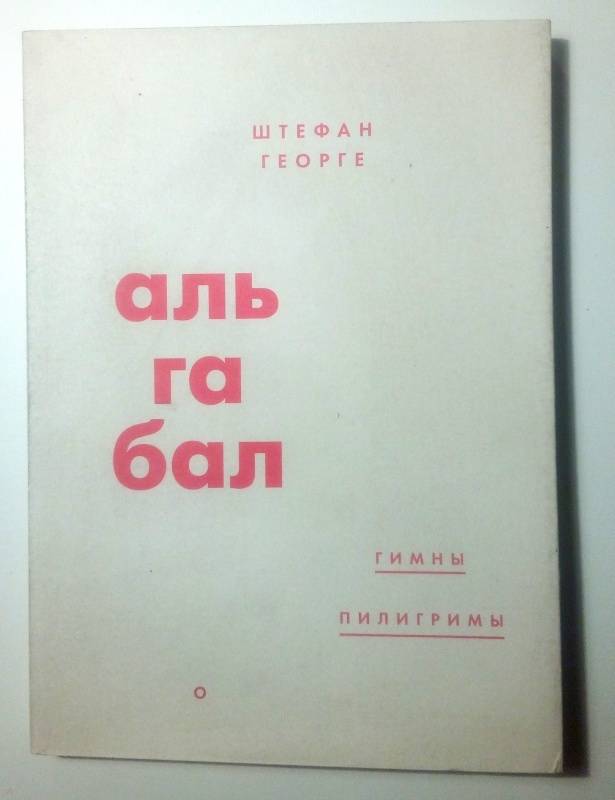 ШТЕФАН
ГЕОРГЕ
аль
га
бал
ГИМНЫ
ПИЛИГРИМЫ
О